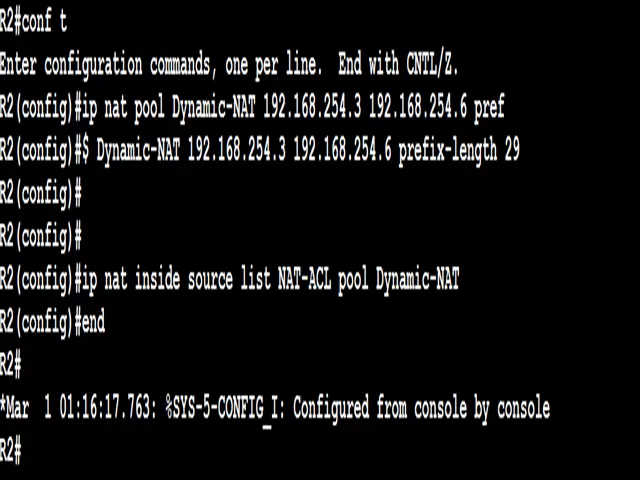 R2#conf t
Enter configuration commands, one per line.  End with CNTL/Z.
R2(config)#ip nat pool Dynamic-NAT 192.168.254.3 192.168.254.6 pref
R2(config)#$ Dynamic-NAT 192.168.254.3 192.168.254.6 prefix-length 29
R2(config)#
R2(config)#
R2(config)#ip nat inside source list NAT-ACL pool Dynamic-NAT
R2(config)#end
R2#
*Mar  1 01:16:17.763: %SYS-5-CONFIG_I: Configured from console by console
R2#